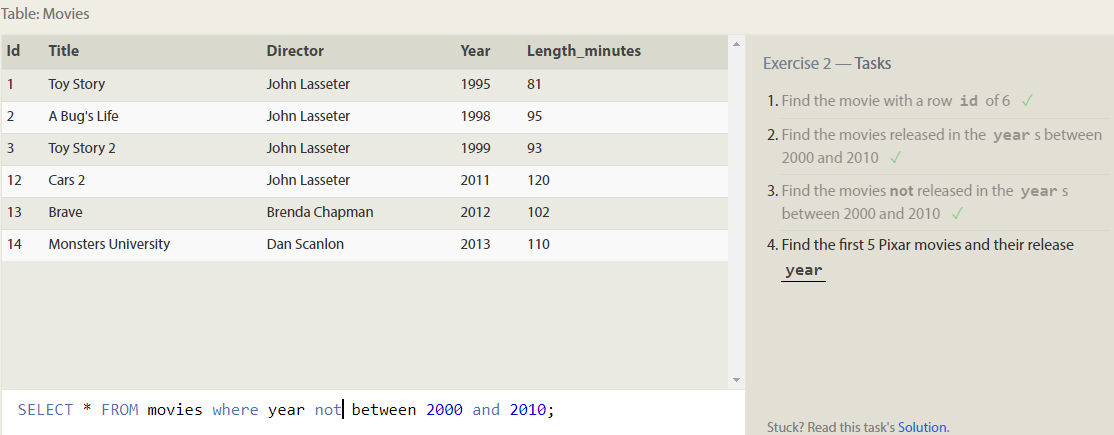 Table: Movies
Id Title Director Year Length_minutes
1 Toy Story John Lasseter 1995 81
2 A Bug's Life John Lasseter 1998 95
3 Toy Story 2 John Lasseter 1999 93
12 Cars 2 John Lasseter 2011 120
13 Brave Brenda Chapman 2012 102
14 Monsters University Dan Scanlon 2013 110
SELECT * FROM movies where year not between 2000 and 2010;
Exercise 2 — Tasks
1. Find the movie with a row id of 6 ✓
2. Find the movies released in the year s between
2000 and 2010 ✓
3. Find the movies not released in the year s
between 2000 and 2010 ✓
4. Find the first 5 Pixar movies and their release
year
Stuck? Read this task's Solution.